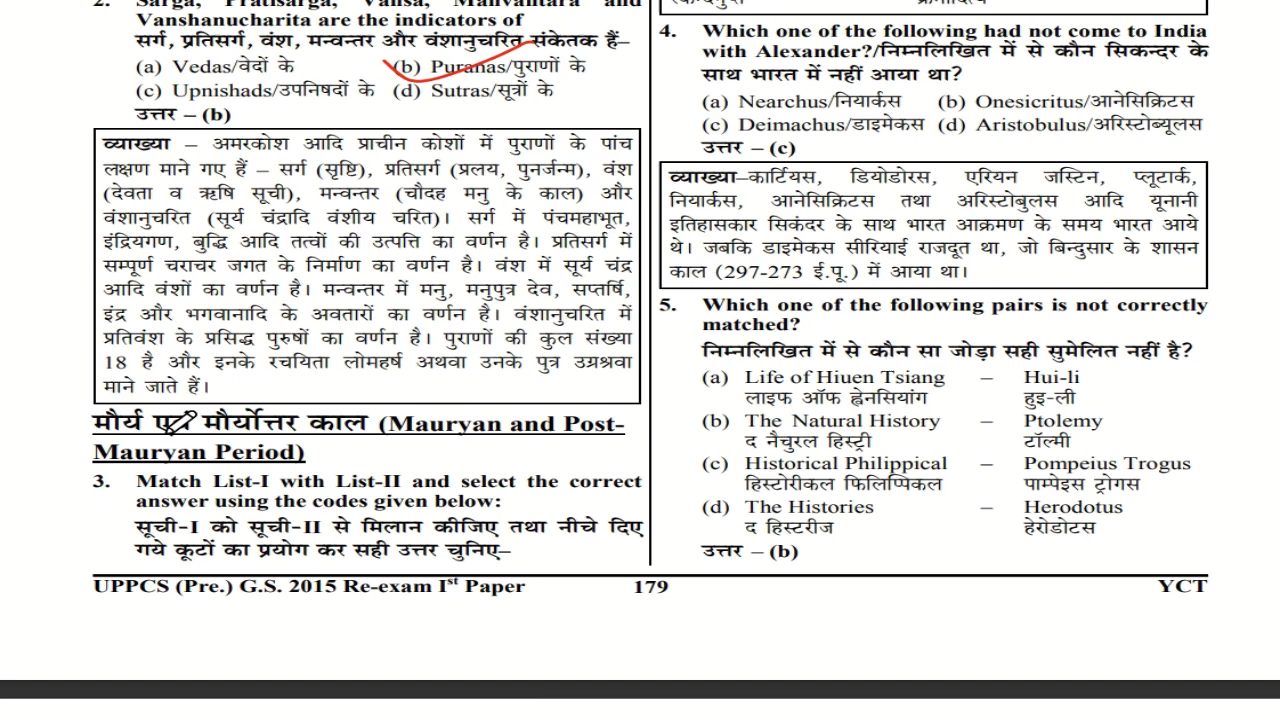 2. Sarga, Pratisarga, Vansa, Manvantara and
Vanshanucharita are the indicators of
सर्ग, प्रतिसर्ग, वंश, मन्वन्तर और वंशानुचरित संकेतक हैं–
(a) Vedas/वेदों के (b) Puranas/पुराणों के
(c) Upnishads/उपनिषदों के (d) Sutras/सूत्रों के
उत्तर – (b)
व्याख्या – अमरकोश आदि प्राचीन कोशों में पुराणों के पांच
लक्षण माने गए हैं – सर्ग (सृष्टि), प्रतिसर्ग (प्रलय, पुनर्जन्म), वंश
(देवता व ऋषि सूची), मन्वन्तर (चौदह मनु के काल) और
वंशानुचरित (सूर्य चंद्रादि वंशीय चरित)। सर्ग में पंचमहाभूत,
इंद्रियगण, बुद्धि आदि तत्वों की उत्पत्ति का वर्णन है। प्रतिसर्ग में
सम्पूर्ण चराचर जगत के निर्माण का वर्णन है। वंश में सूर्य चंद्र
आदि वंशों का वर्णन है। मन्वन्तर में मनु, मनुपुत्र देव, सप्तर्षि,
इंद्र और भगवानादि के अवतारों का वर्णन है। वंशानुचरित में
प्रतिवंश के प्रसिद्ध पुरुषों का वर्णन है। पुराणों की कुल संख्या
18 है और इनके रचयिता लोमहर्ष अथवा उनके पुत्र उग्रश्रवा
माने जाते हैं।
मौर्य मौर्योत्तर काल (Mauryan and Post-
Mauryan Period)
3. Match List-I with List-II and select the correct
answer using the codes given below:
सूची-I को सूची-II से मिलान कीजिए तथा नीचे दिए
गये कूटों का प्रयोग कर सही उत्तर चुनिए–
4. Which one of the following had not come to India
with Alexander?/निम्नलिखित में से कौन सिकन्दर के
साथ भारत में नहीं आया था?
(a) Nearchus/नियार्कस (b) Onesicritus/आनेसिक्रिटस
(c) Deimachus/डाइमेकस (d) Aristobulus/अरिस्टोब्यूलस
उत्तर – (c)
व्याख्या–कार्टियस, डियोडोरस, एरियन जस्टिन, प्लूटार्क,
नियार्कस, आनेसिक्रिटस तथा अरिस्टोबुलस आदि यूनानी
इतिहासकार सिकंदर के साथ भारत आक्रमण के समय भारत आये
थे। जबकि डाइमेकस सीरियाई राजदूत था, जो बिन्दुसार के शासन
काल (297-273 ई.पू.) में आया था।
5. Which one of the following pairs is not correctly
matched?
निम्नलिखित में से कौन सा जोड़ा सही सुमेलित नहीं है?
(a) Life of Hiuen Tsiang – Hui-li
लाइफ ऑफ ह्वेनसियांग हुइ-ली
(b) The Natural History – Ptolemy
द नैचुरल हिस्ट्री टॉल्मी
(c) Historical Philippical – Pompeius Trogus
हिस्टोरीकल फिलिप्पिकल पाम्पेइस ट्रोगस
(d) The Histories – Herodotus
द हिस्टरीज हेरोडोटस
उत्तर – (b)
UPPCS (Pre.) G.S. 2015 Re-exam Ist Paper 179 YCT